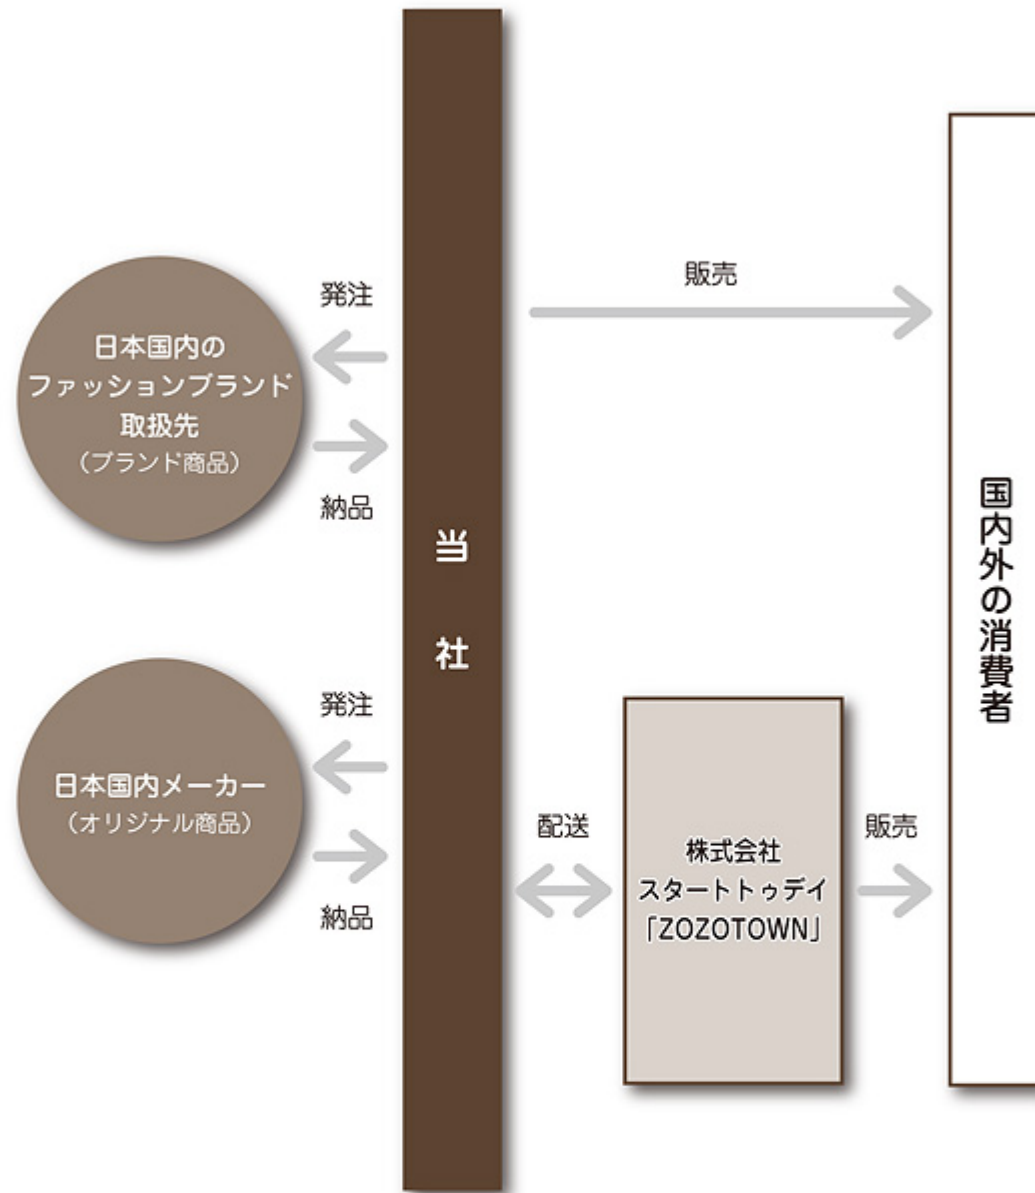 日本国内の
ファッションブランド
取扱先
（ブランド商品）
発注
納品
日本国内メーカー
（オリジナル商品）
発注
納品
当社
販売
配送
株式会社
スタートトゥデイ
「ZOZOTOWN」
販売
国内外の消費者